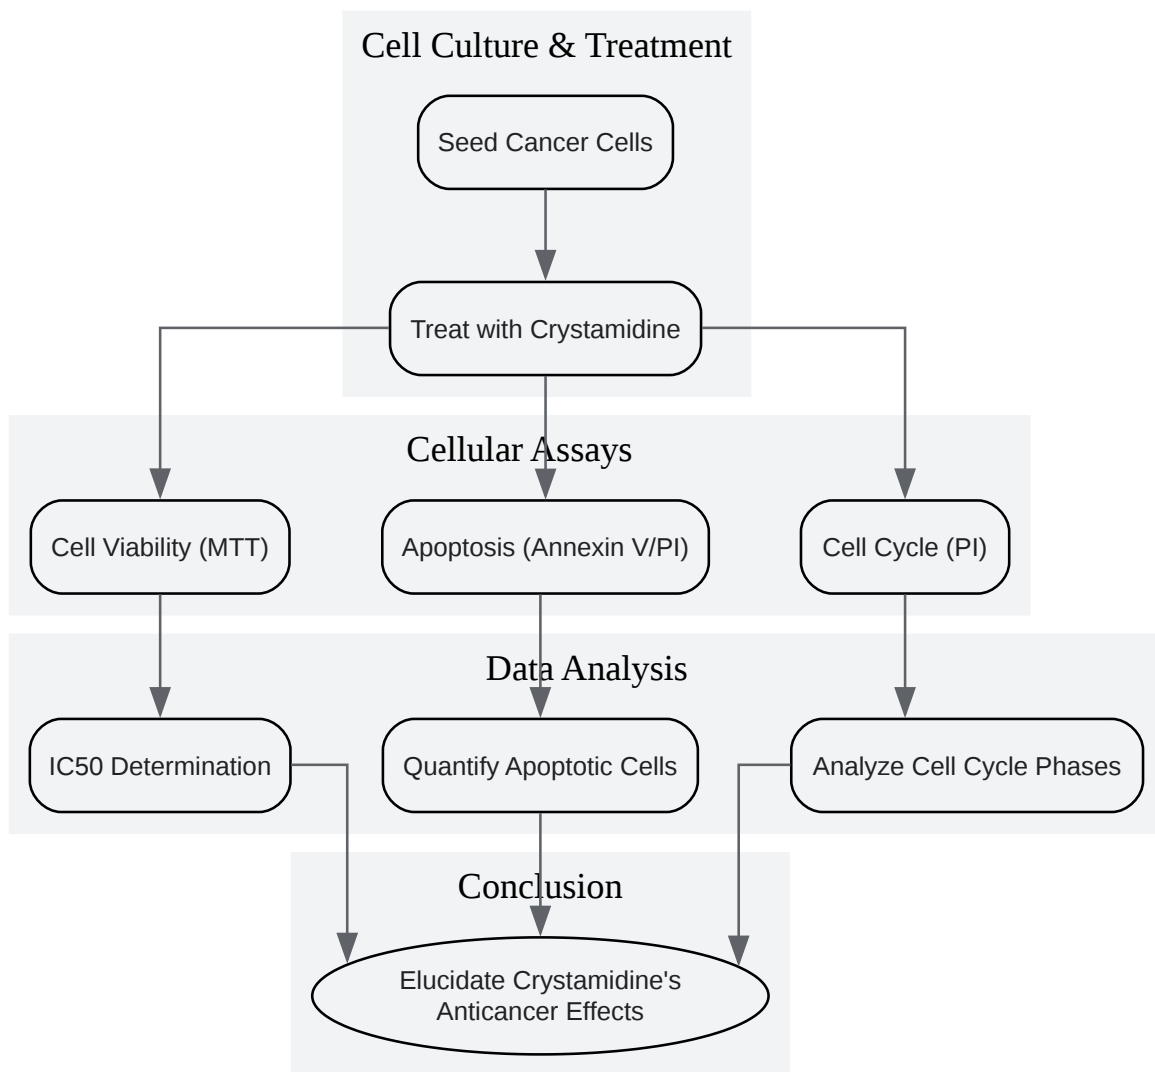 Cell Culture & Treatment
Seed Cancer Cells
Treat with Crystamidine
Cellular Assays
Cell Viability (MTT)
Apoptosis (Annexin V/PI)
Cell Cycle (PI)
Data Analysis
IC50 Determination
Quantify Apoptotic Cells
Analyze Cell Cycle Phases
Conclusion
Elucidate Crystamidine's
Anticancer Effects